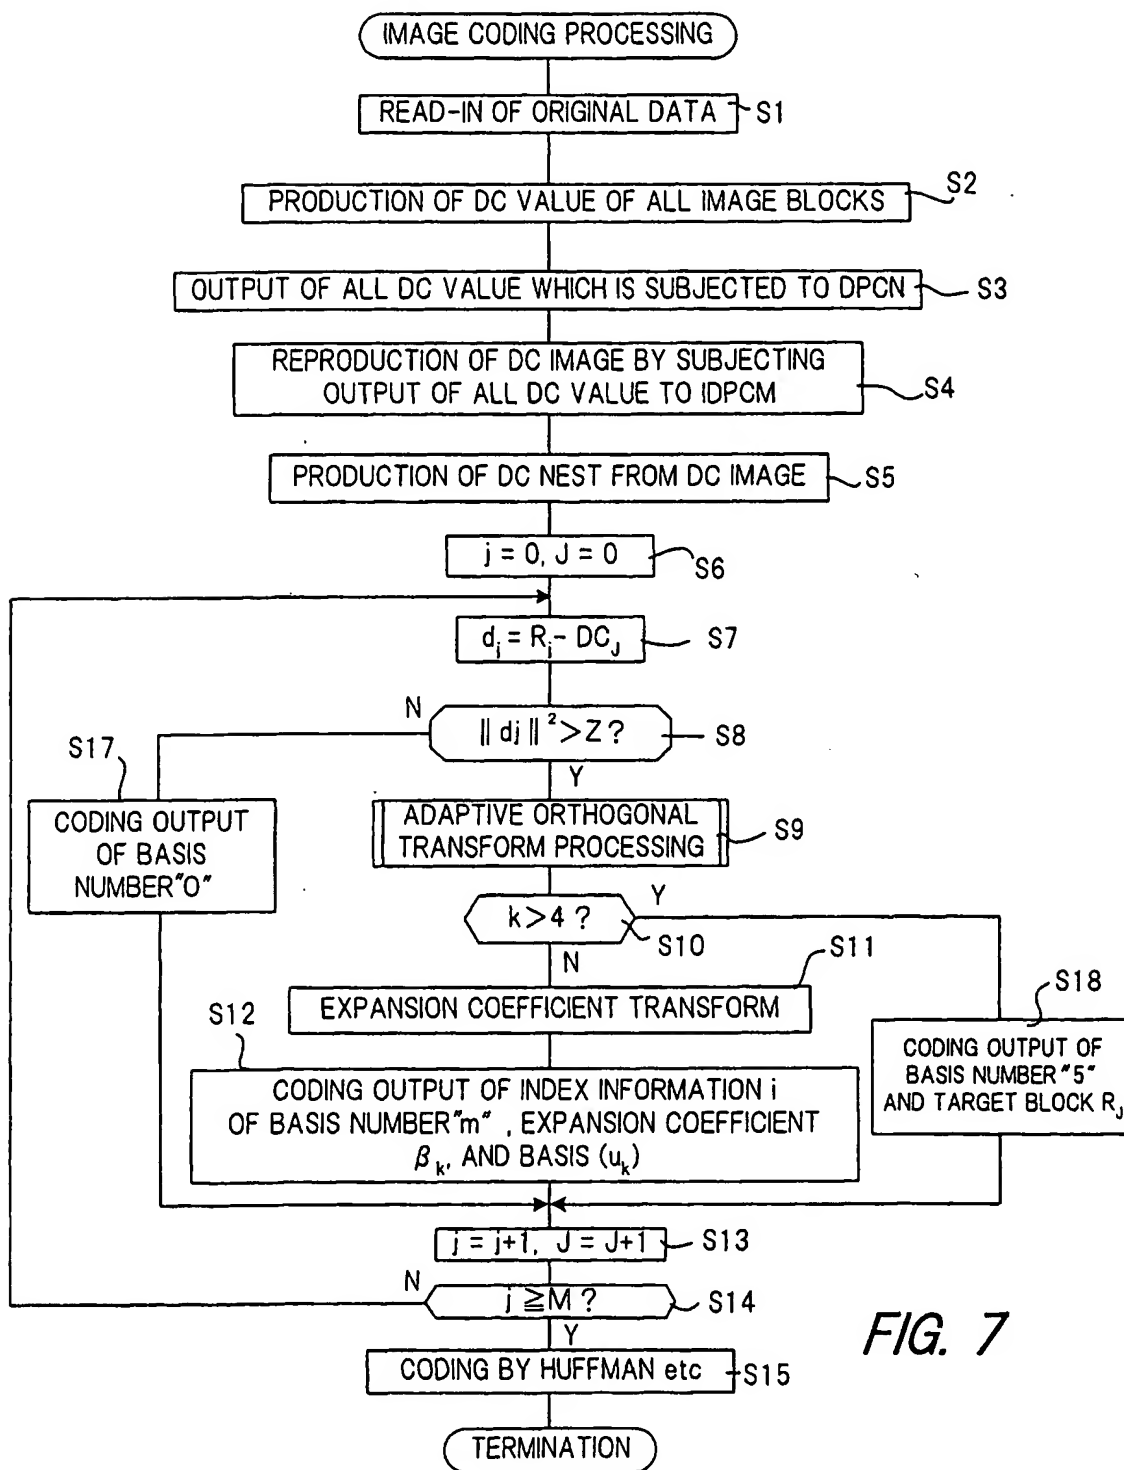 IMAGE CODING PROCESSING
READ-IN OF ORIGINAL DATA
S1
PRODUCTION OF DC VALUE OF ALL IMAGE BLOCKS
S2
OUTPUT OF ALL DC VALUE WHICH IS SUBJECTED TO DPCN
S3
REPRODUCTION OF DC IMAGE BY SUBJECTING
OUTPUT OF ALL DC VALUE TO IDPCM
S4
PRODUCTION OF DC NEST FROM DC IMAGE
S5
j = 0, J = 0
S6
dⱼ = Rⱼ - DC_J
S7
N
‖ dj ‖ ² > Z ?
S8
Y
S17
CODING OUTPUT
OF BASIS
NUMBER"0"
ADAPTIVE ORTHOGONAL
TRANSFORM PROCESSING
S9
k > 4 ?
Y
S10
N
S11
EXPANSION COEFFICIENT TRANSFORM
S18
CODING OUTPUT OF
BASIS NUMBER "5"
AND TARGET BLOCK R_J
S12
CODING OUTPUT OF INDEX INFORMATION i
OF BASIS NUMBER"m" , EXPANSION COEFFICIENT
βₖ, AND BASIS (uₖ)
j = j+1, J = J+1
S13
N
j ≧ M ?
S14
Y
CODING BY HUFFMAN etc
S15
TERMINATION
FIG. 7